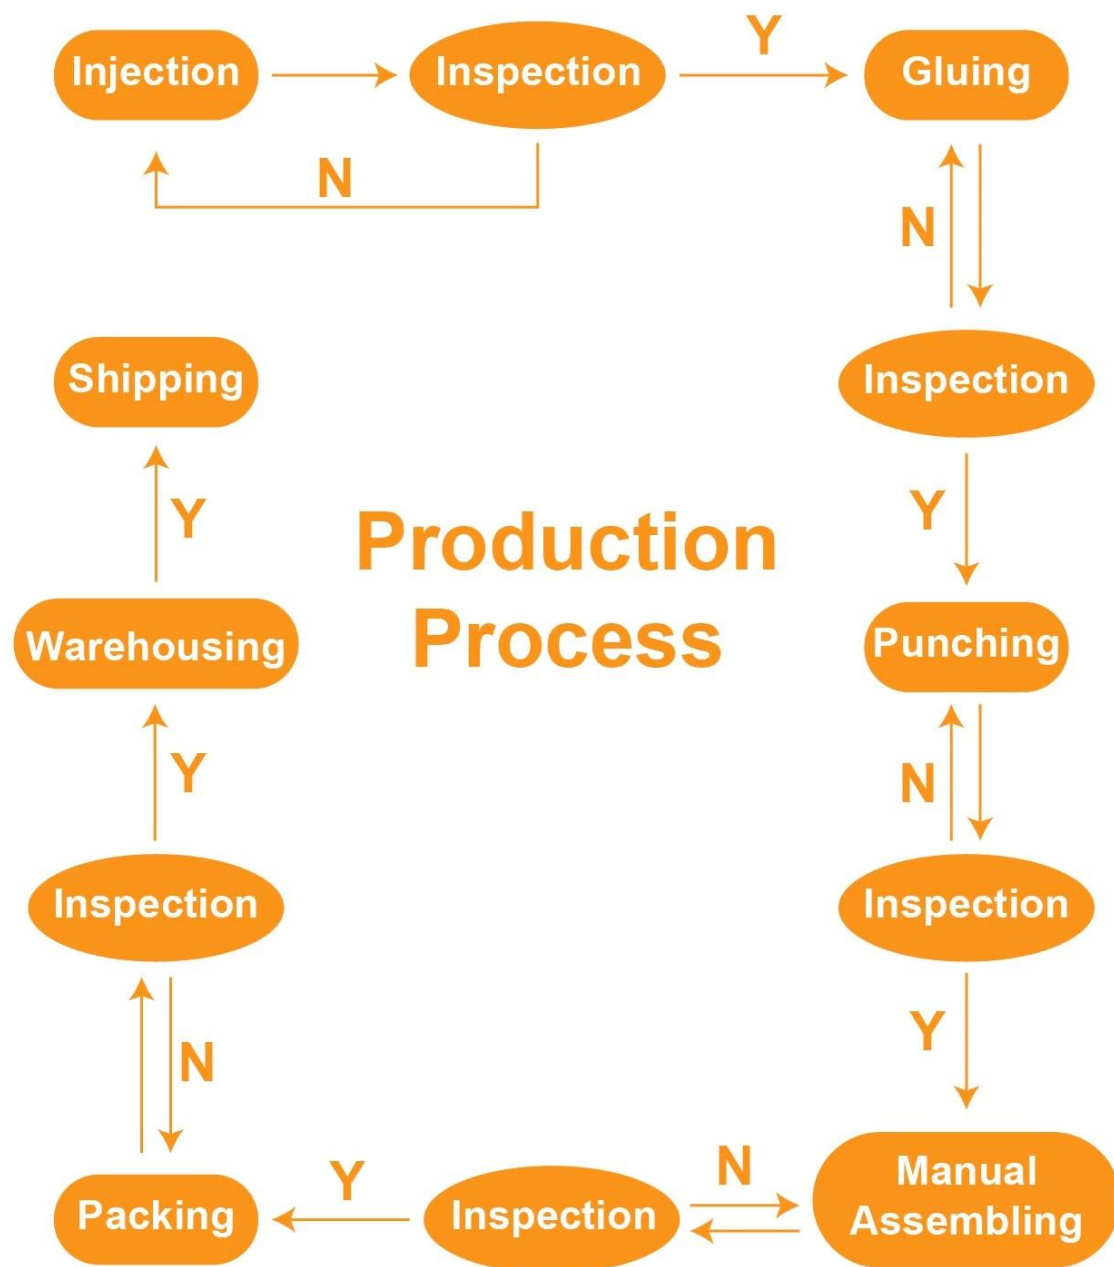 Injection
Inspection
Y
Gluing
N
N
Shipping
Inspection
Y
Y
Production
Process
Warehousing
Punching
Y
N
Inspection
Inspection
Y
N
Packing
Y
Inspection
N
Manual
Assembling